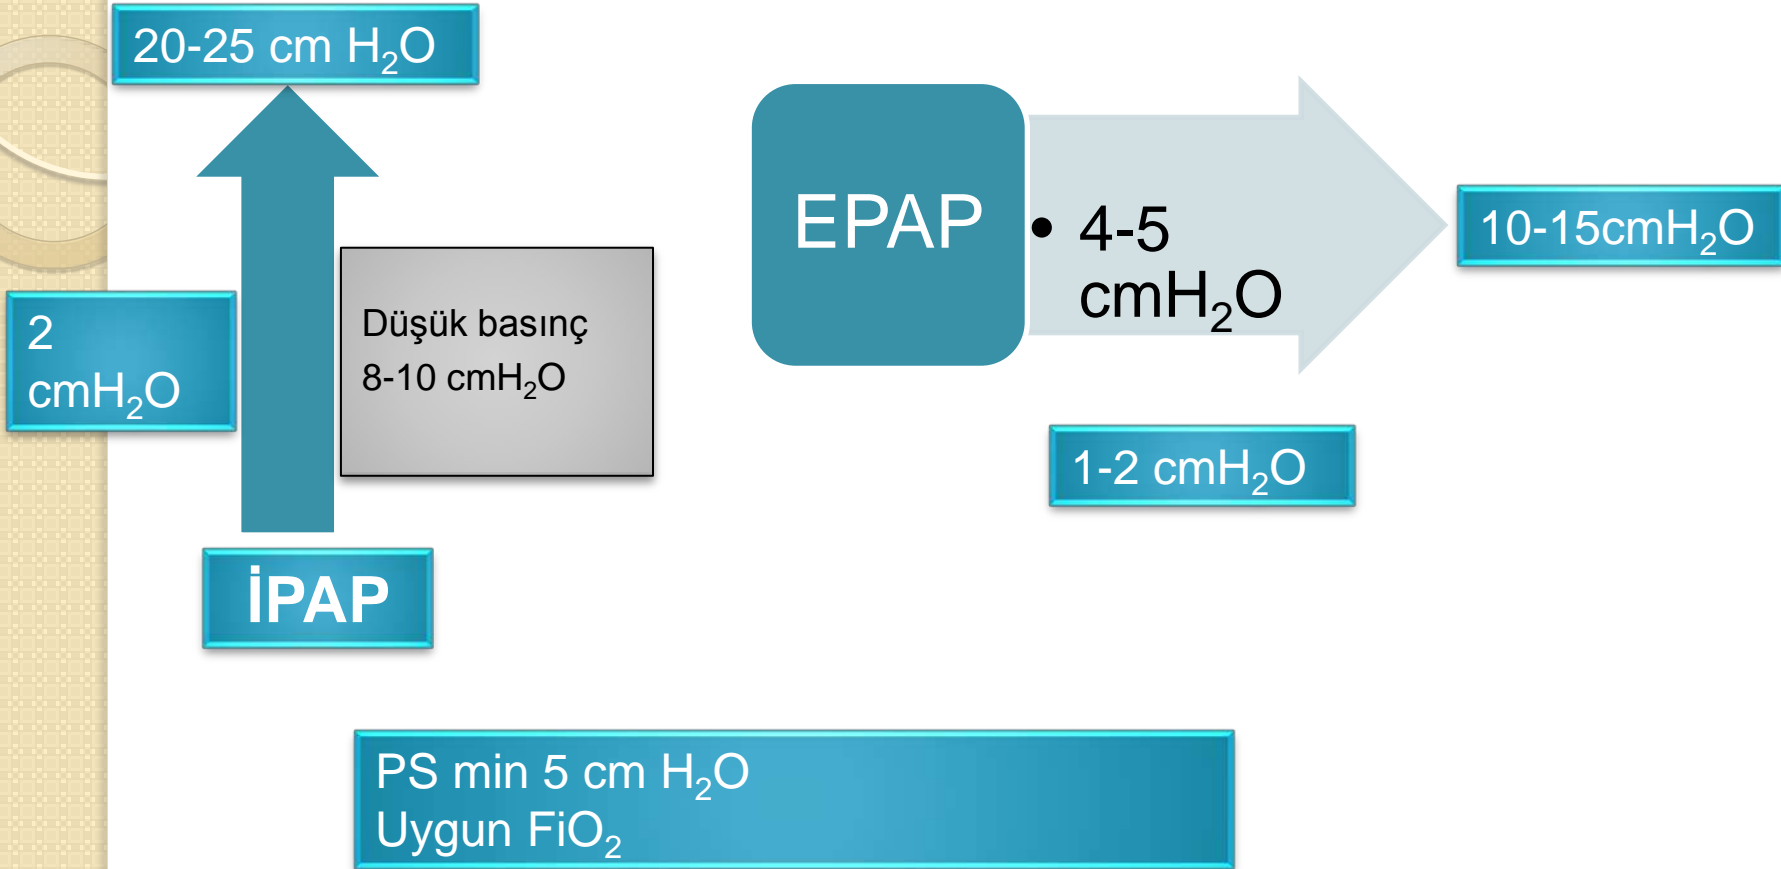 20-25 cm H₂O
2
cmH₂O
Düşük basınç
8-10 cmH₂O
İPAP
EPAP
• 4-5
cmH₂O
10-15cmH₂O
1-2 cmH₂O
PS min 5 cm H₂O
Uygun FiO₂